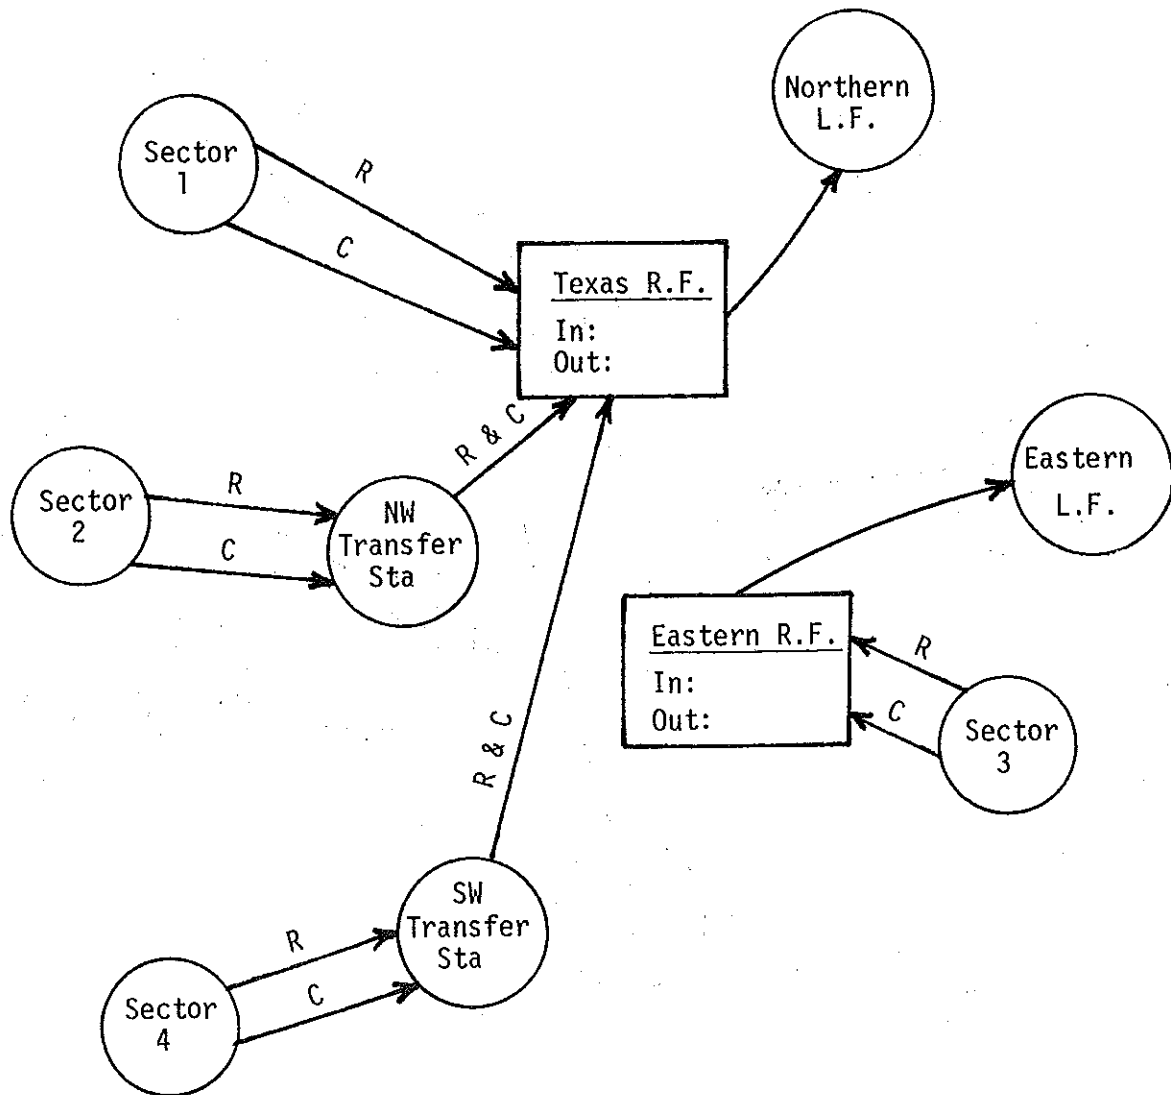 Northern
L.F.
Sector
1
R
C
Texas R.F.
In:
Out:
R & C
Eastern
L.F.
Sector
2
R
C
NW
Transfer
Sta
Eastern R.F.
In:
Out:
R
C
Sector
3
R & C
SW
Transfer
Sta
R
C
Sector
4